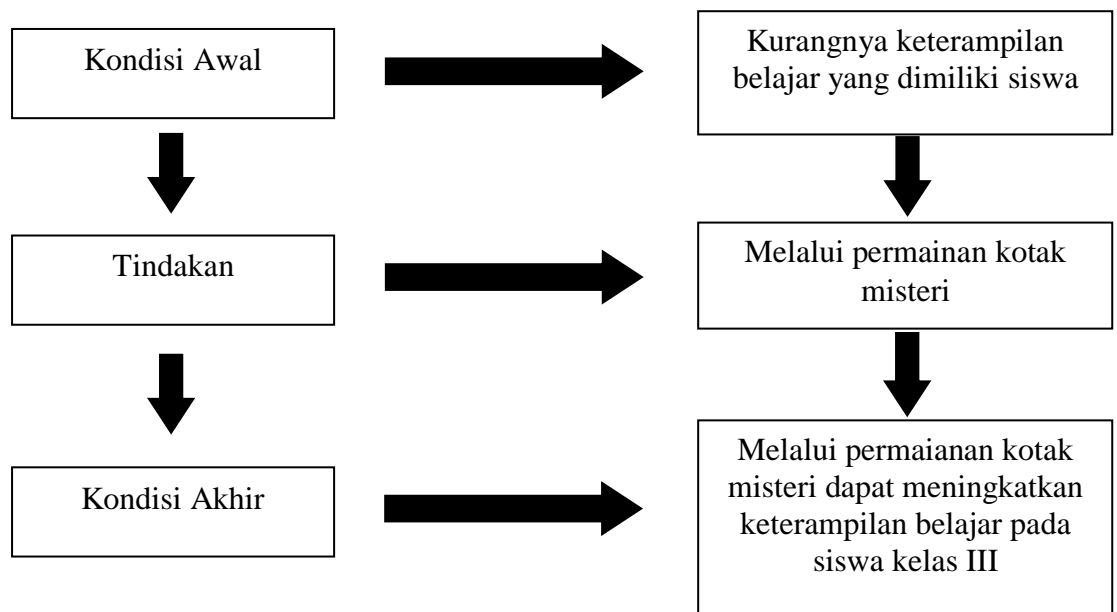 Kondisi Awal
Kurangnya keterampilan
belajar yang dimiliki siswa
Tindakan
Melalui permainan kotak
misteri
Kondisi Akhir
Melalui permaianan kotak
misteri dapat meningkatkan
keterampilan belajar pada
siswa kelas III